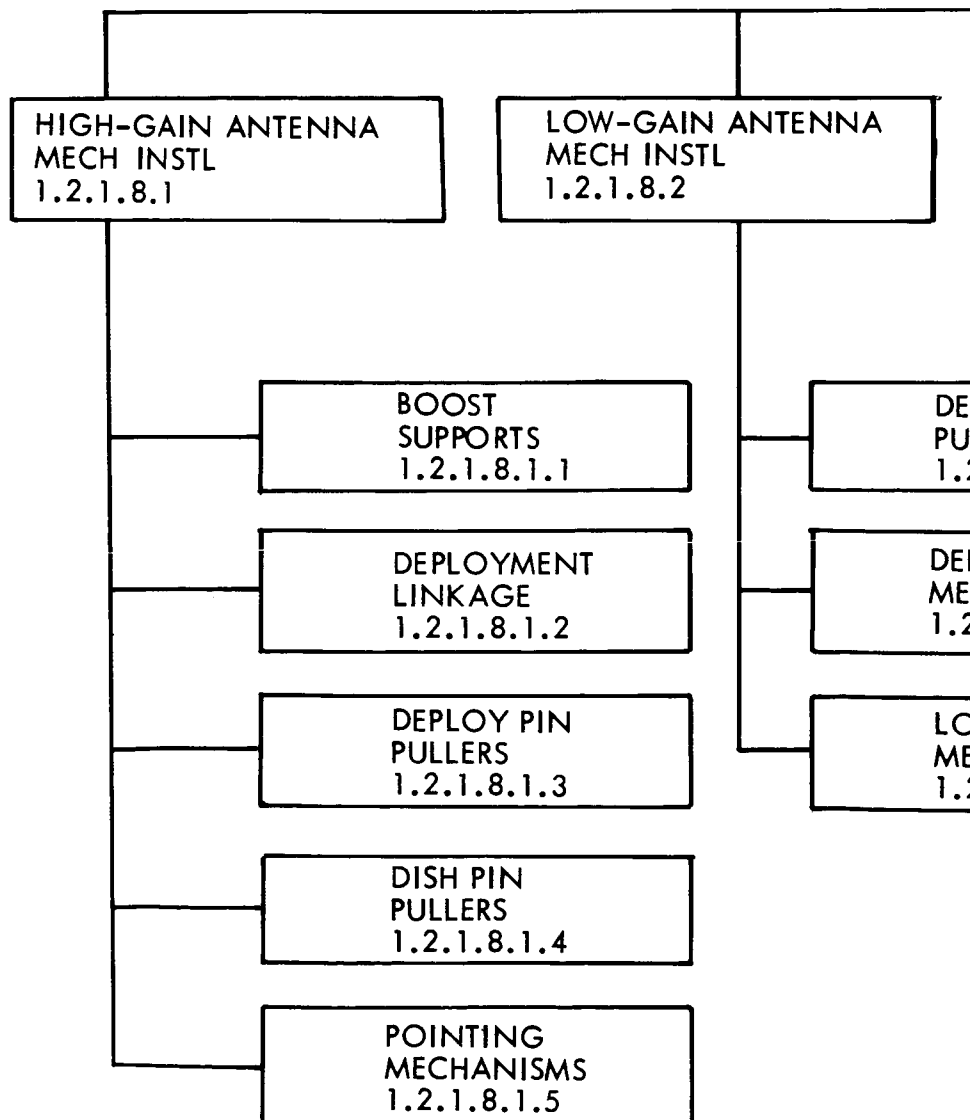 HIGH-GAIN ANTENNA
MECH INSTL
1.2.1.8.1
LOW-GAIN ANTENNA
MECH INSTL
1.2.1.8.2
BOOST
SUPPORTS
1.2.1.8.1.1
DEPLOYMENT
LINKAGE
1.2.1.8.1.2
DEPLOY PIN
PULLERS
1.2.1.8.1.3
DISH PIN
PULLERS
1.2.1.8.1.4
POINTING
MECHANISMS
1.2.1.8.1.5